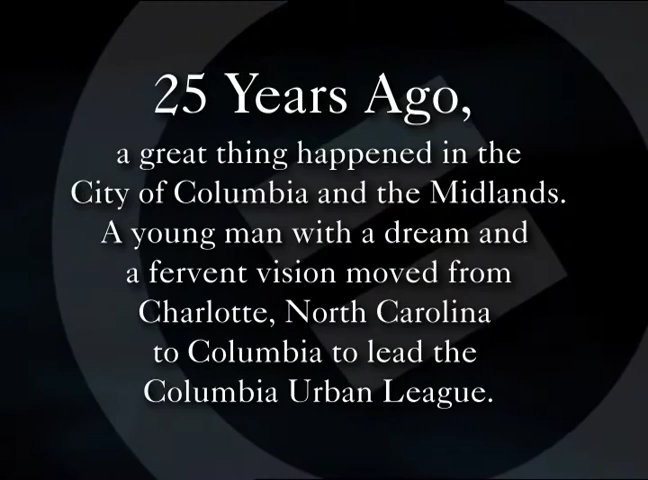 25 Years Ago,
a great thing happened in the
City of Columbia and the Midlands.
A young man with a dream and
a fervent vision moved from
Charlotte, North Carolina
to Columbia to lead the
Columbia Urban League.